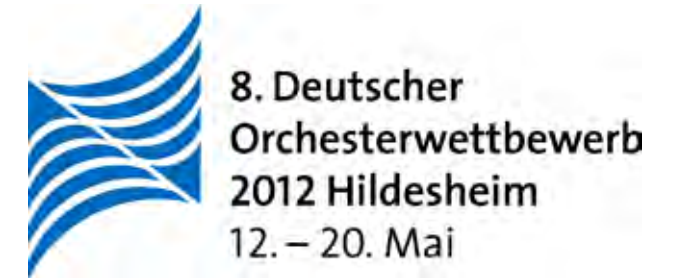 8. Deutscher
Orchesterwettbewerb
2012 Hildesheim
12. – 20. Mai